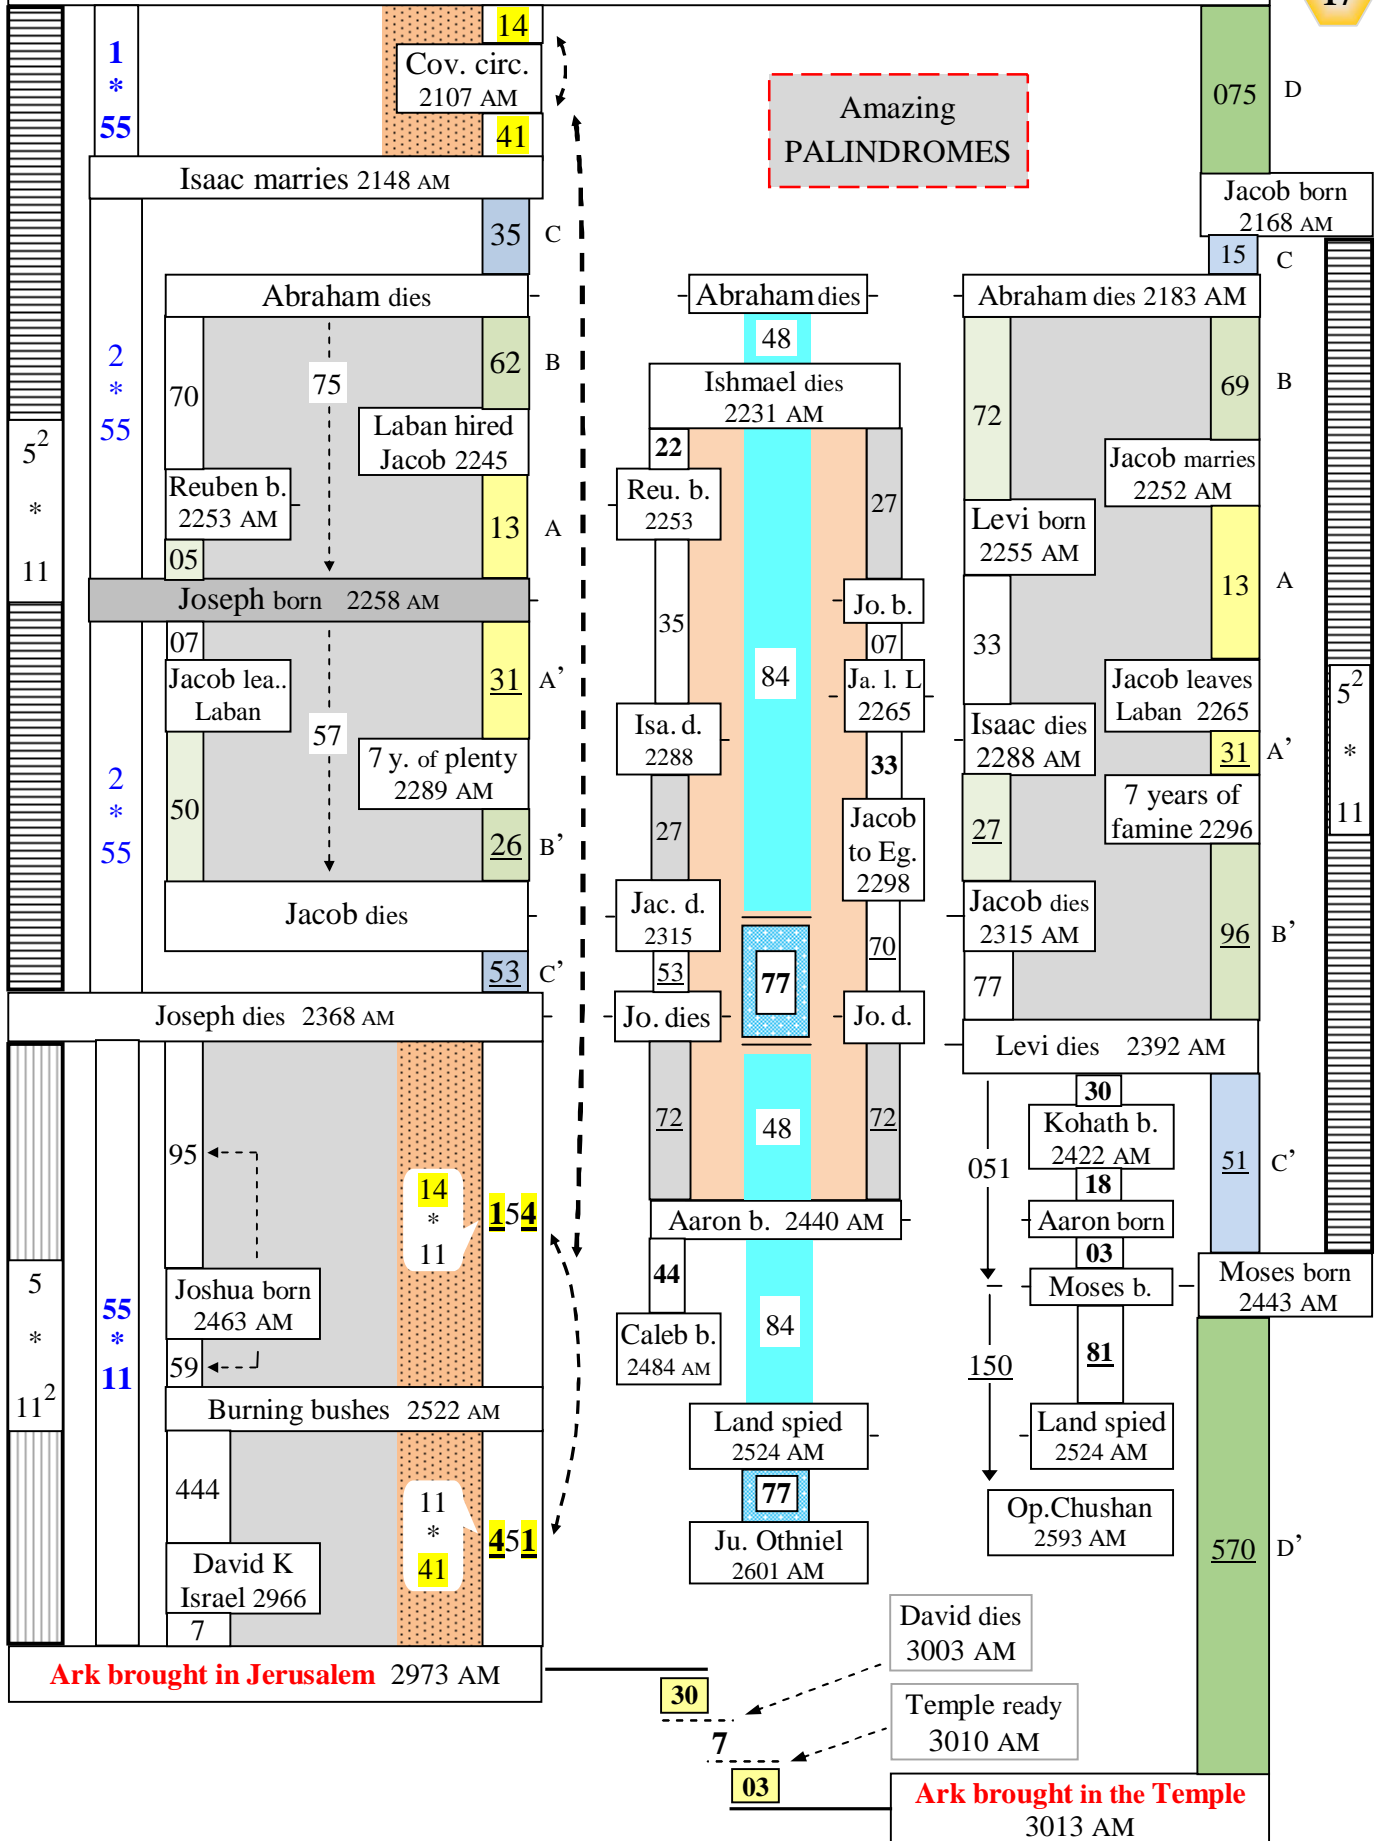 17
14
Cov. circ.
2107 AM
41
1
*
55
Isaac marries 2148 AM
35 C
Abraham dies
2
*
55
70
75
62 B
Laban hired
Jacob 2245
Reuben b.
2253 AM
13 A
05
5²
*
11
Joseph born 2258 AM
07
Jacob lea..
Laban
57
31 A’
7 y. of plenty
2289 AM
50
26 B’
2
*
55
Jacob dies
53 C’
Joseph dies 2368 AM
95
14
*
11
154
Joshua born
2463 AM
59
5
*
11²
55
*
11
Burning bushes 2522 AM
444
11
*
41
451
David K
Israel 2966
7
Ark brought in Jerusalem 2973 AM
Amazing
PALINDROMES
Abraham dies
48
Ishmael dies
2231 AM
22
Reu. b.
2253
27
35
84
Jo. b.
07
Ja. l. L
2265
Isa. d.
2288
33
27
Jacob
to Eg.
2298
Jac. d.
2315
70
53
77
Jo. dies
Jo. d.
72
48
72
Aaron b. 2440 AM
44
84
Caleb b.
2484 AM
Land spied
2524 AM
77
Ju. Othniel
2601 AM
075 D
Jacob born
2168 AM
15 C
Abraham dies 2183 AM
72
69 B
Jacob marries
2252 AM
Levi born
2255 AM
13 A
33
Jacob leaves
Laban 2265
Isaac dies
2288 AM
31 A’
7 years of
famine 2296
27
Jacob dies
2315 AM
96 B’
77
5²
*
11
Levi dies 2392 AM
30
Kohath b.
2422 AM
051
18
51 C’
Aaron born
03
Moses b.
Moses born
2443 AM
150
81
Land spied
2524 AM
Op.Chushan
2593 AM
570 D’
David dies
3003 AM
30
Temple ready
3010 AM
7
03
Ark brought in the Temple
3013 AM